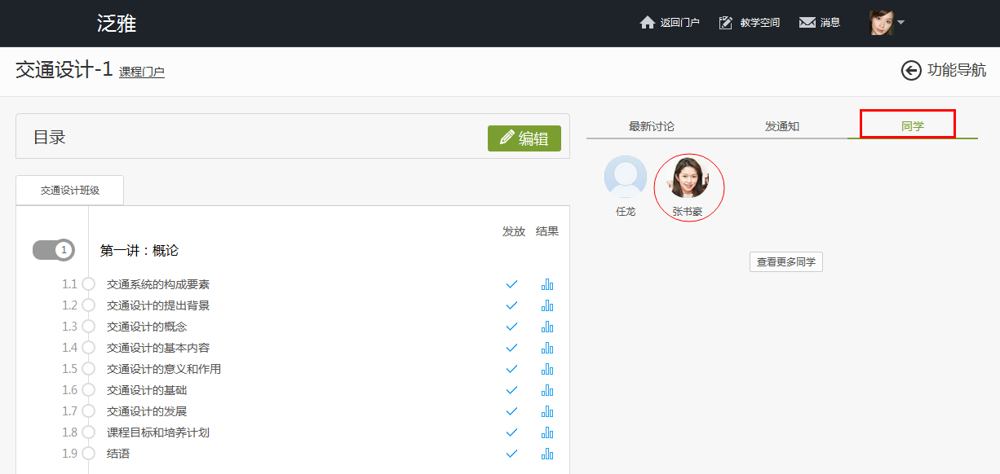 泛雅
返回门户 教学空间 消息
交通设计-1 课程门户
功能导航
目录
编辑
最新讨论 发通知 同学
任龙 张书豪
查看更多同学
交通设计班级
发放 结果
1 第一讲：概论
1.1 交通系统的构成要素
1.2 交通设计的提出背景
1.3 交通设计的概念
1.4 交通设计的基本内容
1.5 交通设计的意义和作用
1.6 交通设计的基础
1.7 交通设计的发展
1.8 课程目标和培养计划
1.9 结语